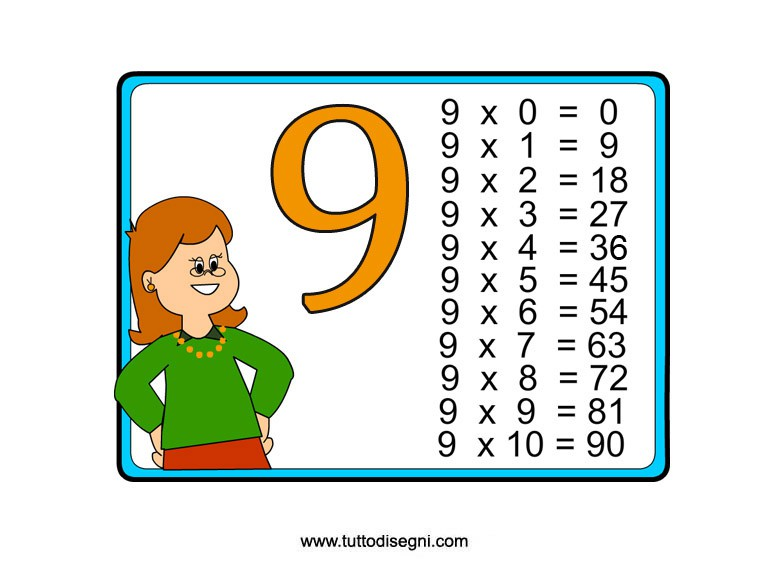 9
9 x 0 = 0
9 x 1 = 9
9 x 2 = 18
9 x 3 = 27
9 x 4 = 36
9 x 5 = 45
9 x 6 = 54
9 x 7 = 63
9 x 8 = 72
9 x 9 = 81
9 x 10 = 90
www.tuttodisegni.com